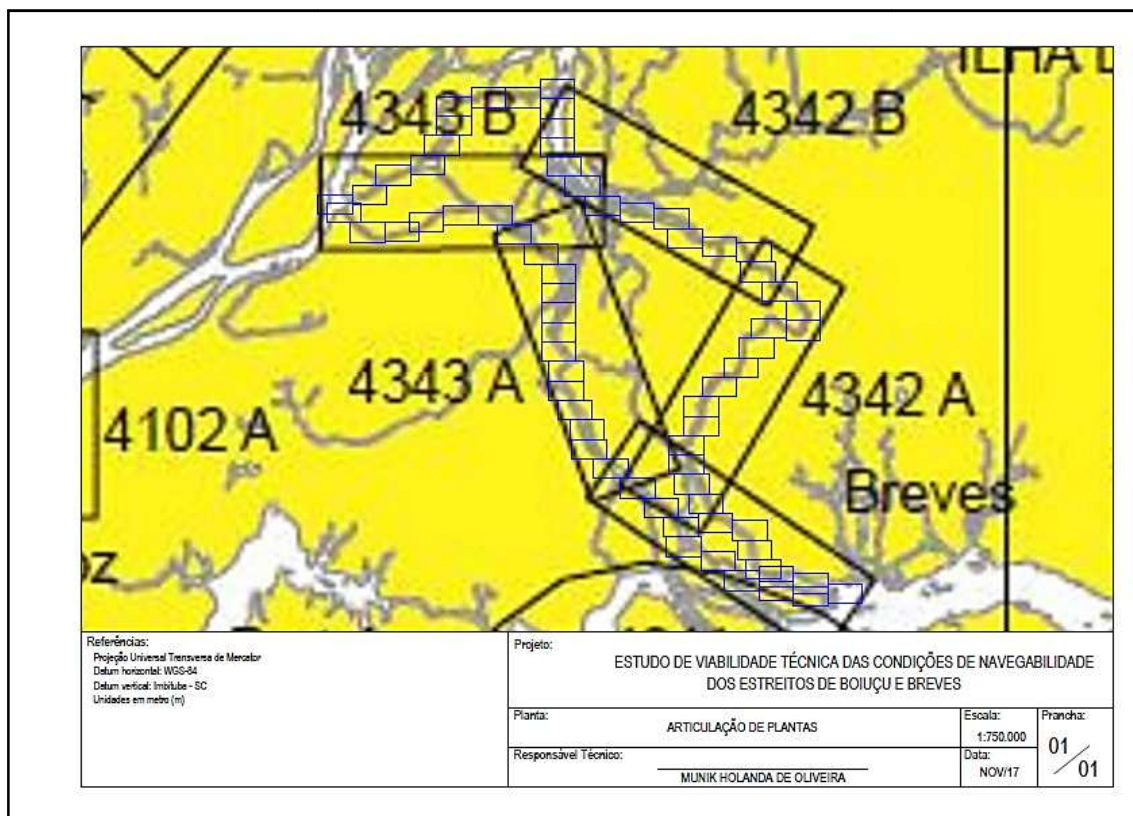 ILHA D
4343 B
4342 B
4343 A
4342 A
4102 A
Breves
oz
Referências:
Projeção Universal Transversa de Mercator
Datum horizontal: WGS-84
Datum vertical: Imbituba - SC
Unidades em metro (m)
Projeto:
ESTUDO DE VIABILIDADE TÉCNICA DAS CONDIÇÕES DE NAVEGABILIDADE
DOS ESTREITOS DE BOIUÇU E BREVES
Planta:
ARTICULAÇÃO DE PLANTAS
Responsável Técnico:
MUNIK HOLANDA DE OLIVEIRA
Escala:
1:750.000
Data:
NOV/17
Prancha:
01
/01